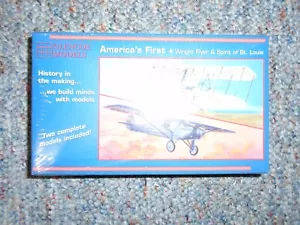 America's First Wright Flyer & Spirit of St. Louis
History in
the making...
...we build minds
with models
"Two complete
models included!